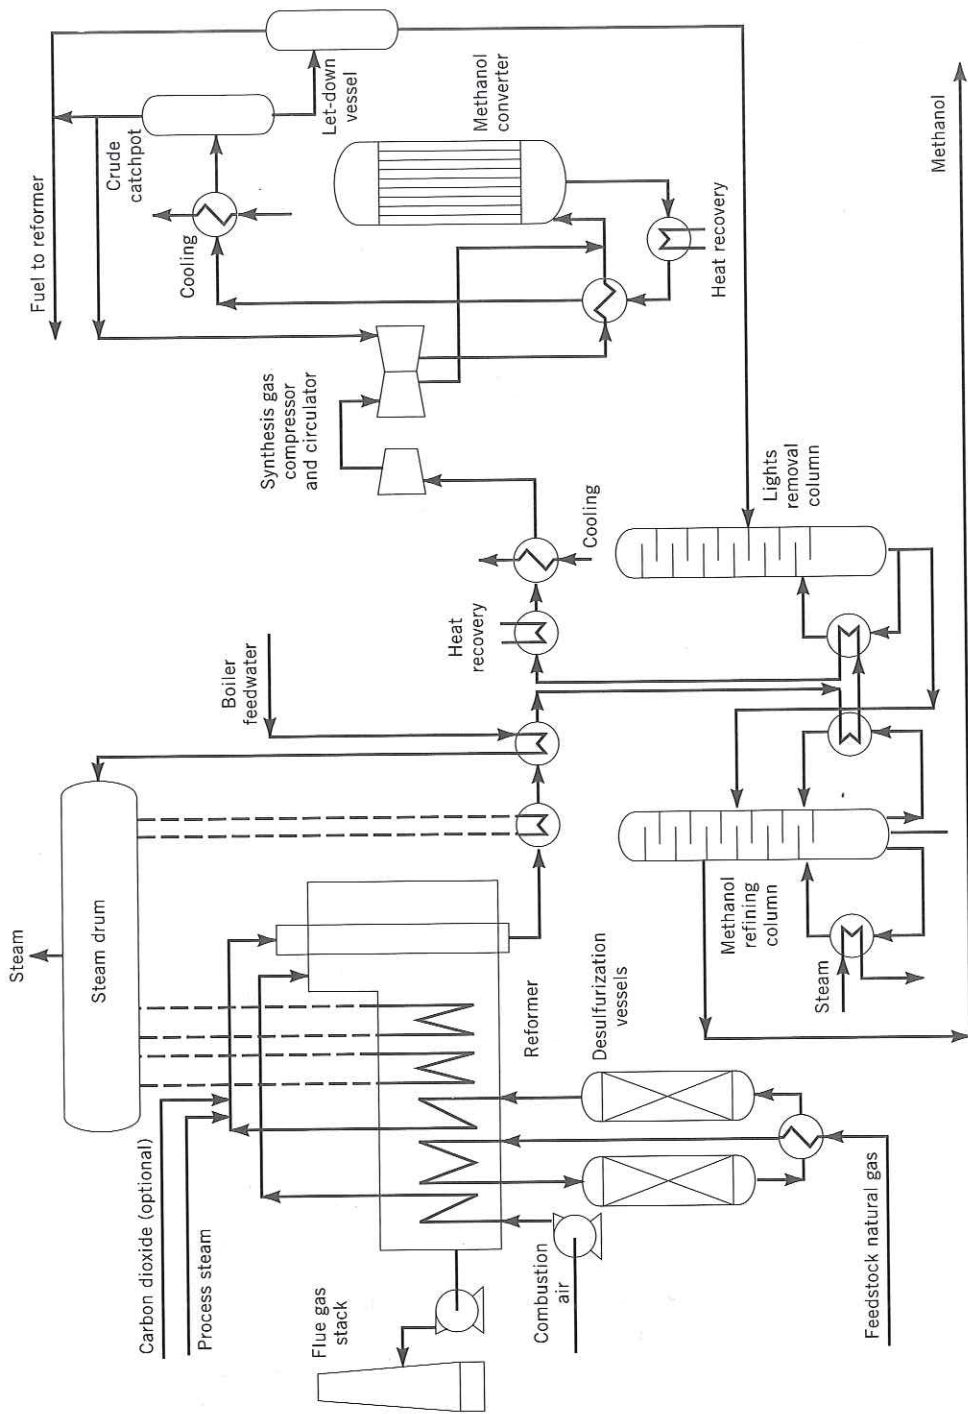 Carbon dioxide (optional)
Process steam
Steam
Steam drum
Boiler
feedwater
Fuel to reformer
Crude
catchpot
Let-down
vessel
Cooling
Synthesis gas
compressor
and circulator
Methanol
converter
Heat recovery
Flue gas
stack
Combustion
air
Reformer
Desulfurization
vessels
Feedstock natural gas
Heat
recovery
Cooling
Steam
Methanol
refining
column
Lights
removal
column
Methanol